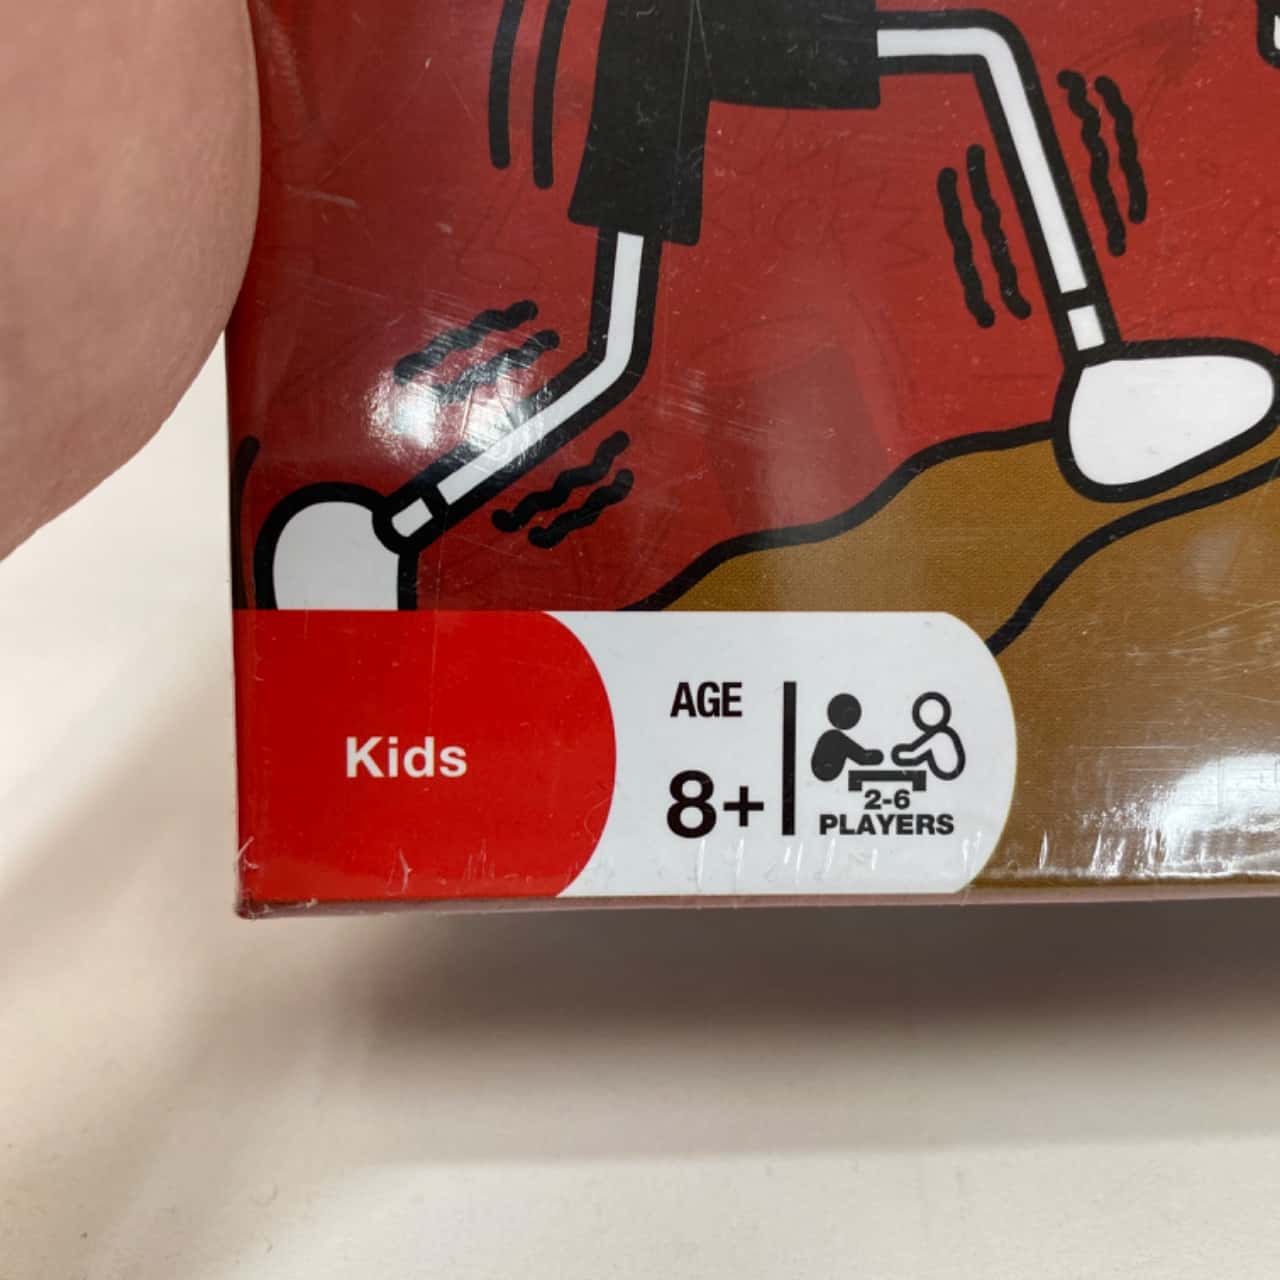 Kids
AGE
8+
2-6
PLAYERS